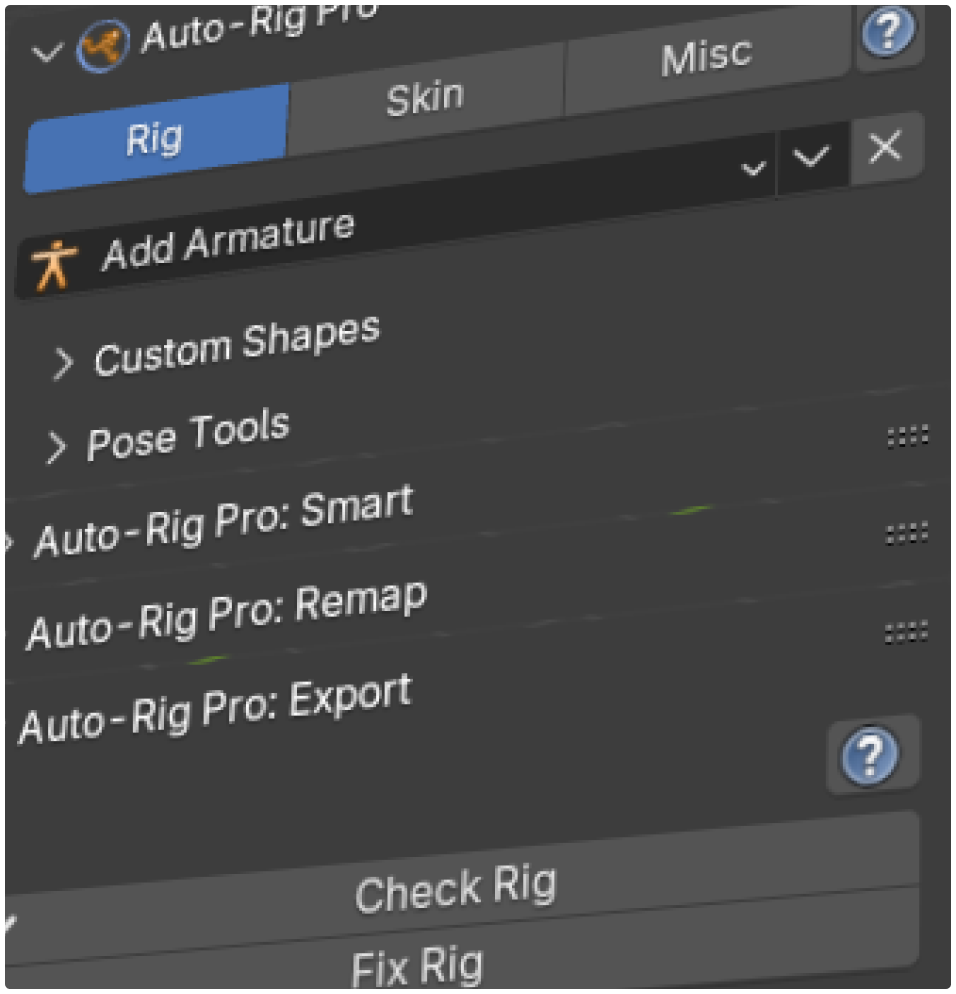 Auto-Rig Pro
?
Rig Skin Misc
Add Armature
Custom Shapes
Pose Tools
Auto-Rig Pro: Smart
Auto-Rig Pro: Remap
Auto-Rig Pro: Export
?
Check Rig
Fix Rig